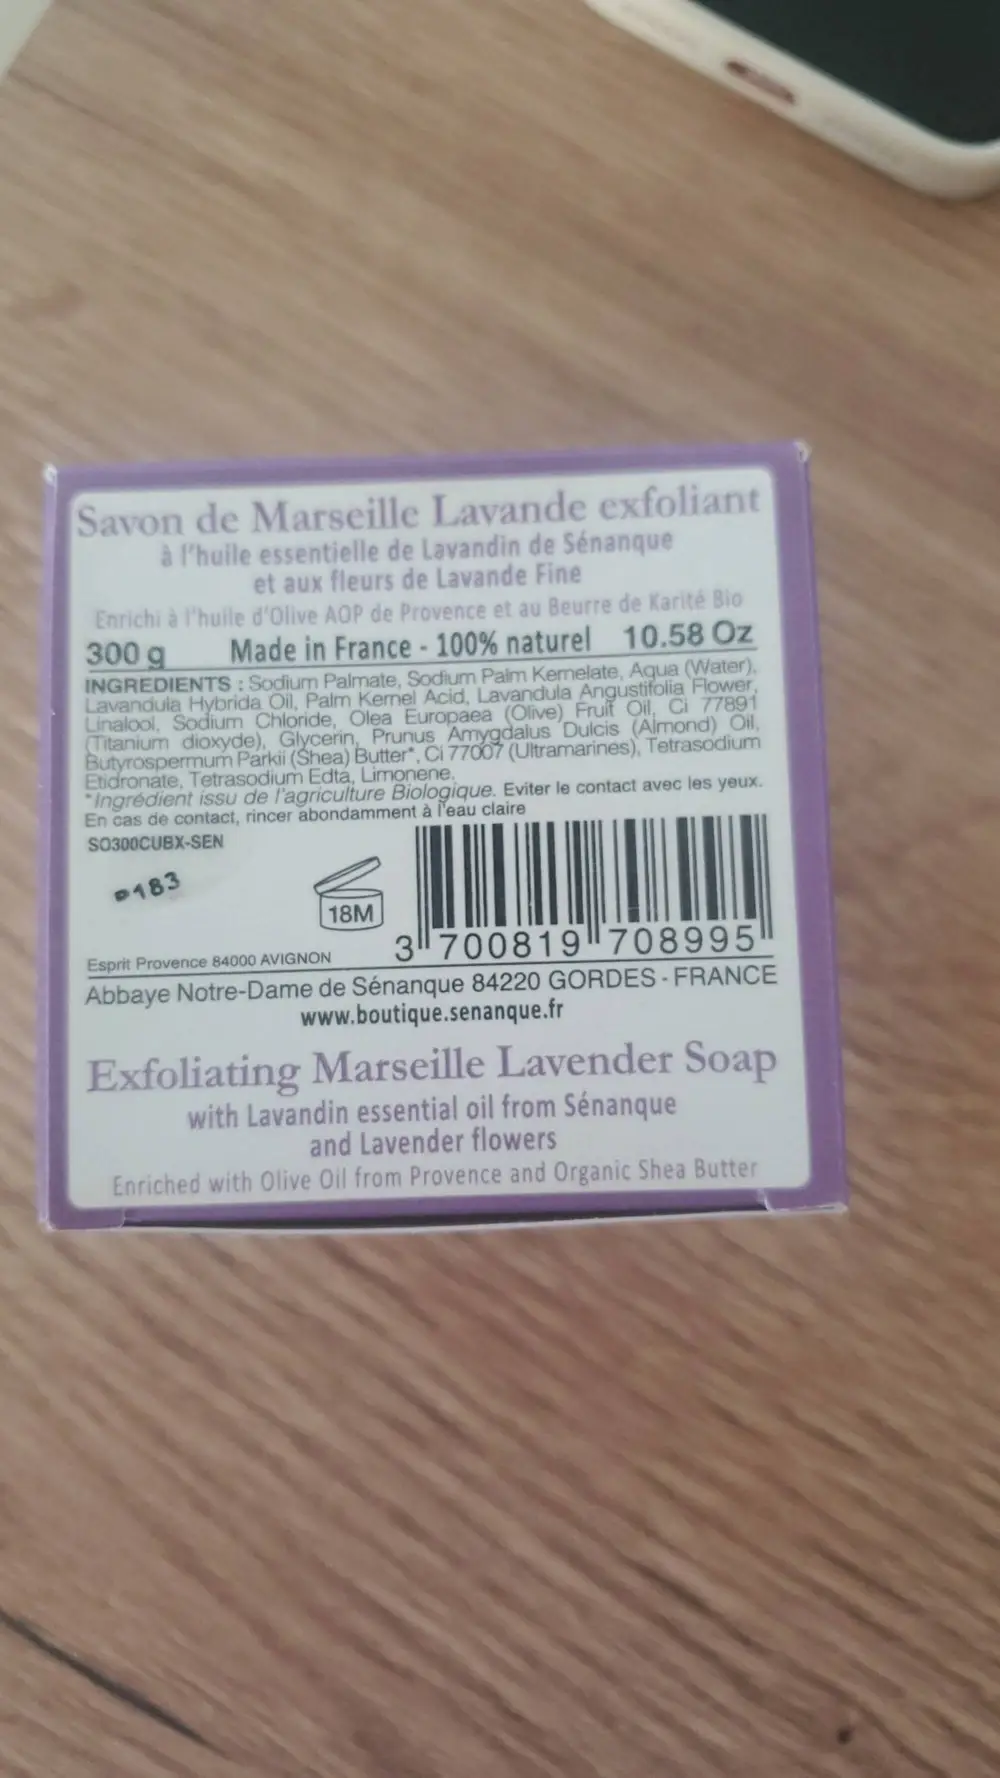 Savon de Marseille Lavande exfoliant
à l'huile essentielle de Lavandin de Sénanque
et aux fleurs de Lavande Fine
Enrichi à l'huile d'Olive AOP de Provence et au Beurre de Karité Bio
300 g Made in France - 100% naturel 10.58 Oz
INGREDIENTS : Sodium Palmate, Sodium Palm Kernelate, Aqua (Water),
Lavandula Hybrida Oil, Palm Kernel Acid, Lavandula Angustifolia Flower,
Linalool, Sodium Chloride, Olea Europaea (Olive) Fruit Oil, Ci 77891
(Titanium dioxyde), Glycerin, Prunus Amygdalus Dulcis (Almond) Oil,
Butyrospermum Parkii (Shea) Butter*, Ci 77007 (Ultramarines), Tetrasodium
Etidronate, Tetrasodium Edta, Limonene.
*Ingrédient issu de l'agriculture Biologique. Eviter le contact avec les yeux.
En cas de contact, rincer abondamment à l'eau claire
SO300CUBX-SEN
P183
18M
3 700819 708995
Esprit Provence 84000 AVIGNON
Abbaye Notre-Dame de Sénanque 84220 GORDES - FRANCE
www.boutique.senanque.fr
Exfoliating Marseille Lavender Soap
with Lavandin essential oil from Sénanque
and Lavender flowers
Enriched with Olive Oil from Provence and Organic Shea Butter